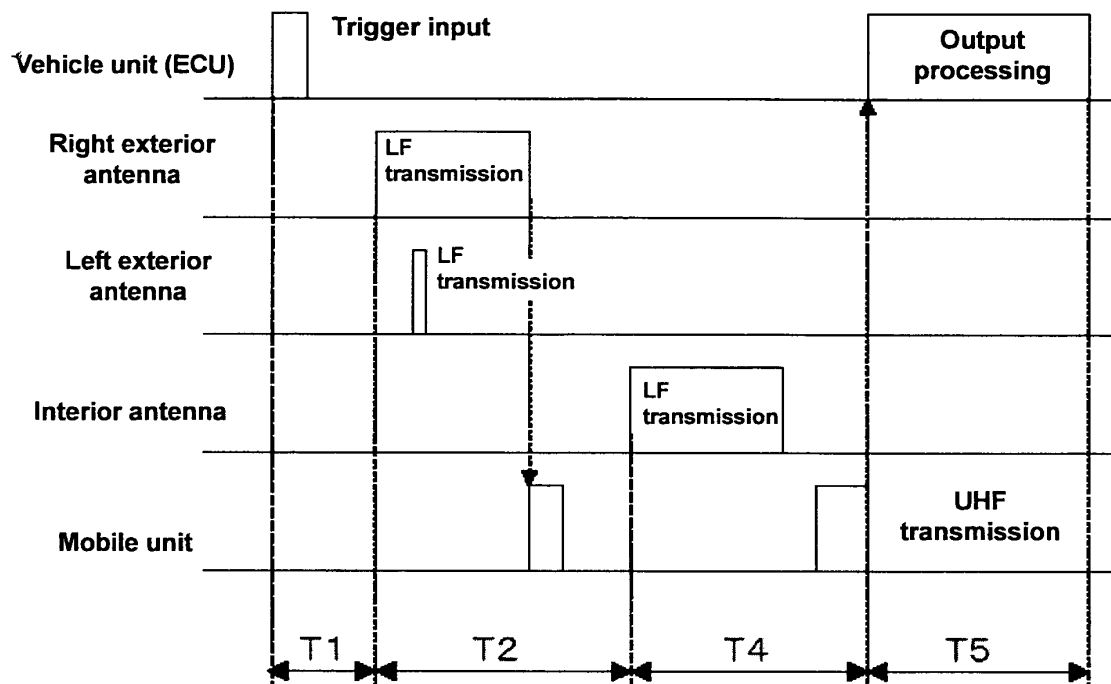 Trigger input
Vehicle unit (ECU)
Output
processing
Right exterior
antenna
LF
transmission
Left exterior
antenna
LF
transmission
Interior antenna
LF
transmission
Mobile unit
UHF
transmission
T1
T2
T4
T5